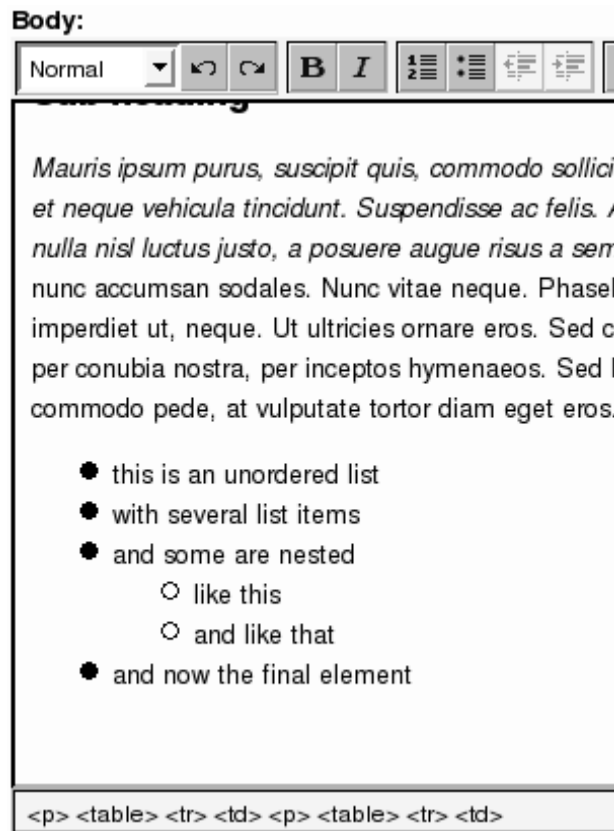 Body:
Normal B I
Sub heading
Mauris ipsum purus, suscipit quis, commodo sollici
et neque vehicula tincidunt. Suspendisse ac felis. A
nulla nisl luctus justo, a posuere augue risus a sem
nunc accumsan sodales. Nunc vitae neque. Phasel
imperdiet ut, neque. Ut ultricies ornare eros. Sed c
per conubia nostra, per inceptos hymenaeos. Sed
commodo pede, at vulputate tortor diam eget eros.
this is an unordered list
with several list items
and some are nested
like this
and like that
and now the final element
<p> <table> <tr> <td> <p> <table> <tr> <td>